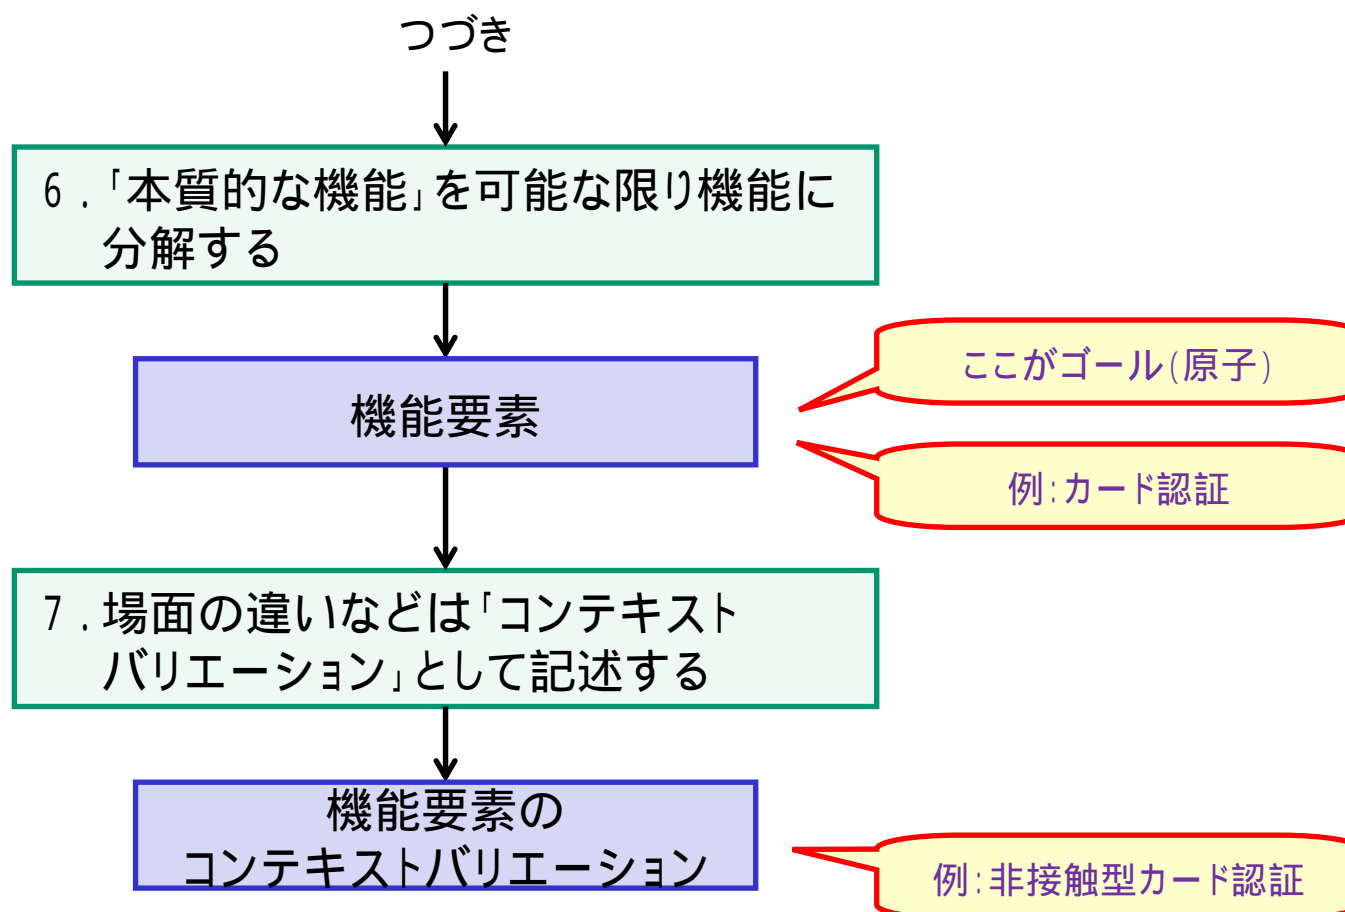 つづき
6.「本質的な機能」を可能な限り機能に
分解する
ここがゴール(原子)
機能要素
例:カード認証
7.場面の違いなどは「コンテキスト
バリエーション」として記述する
機能要素の
コンテキストバリエーション
例:非接触型カード認証